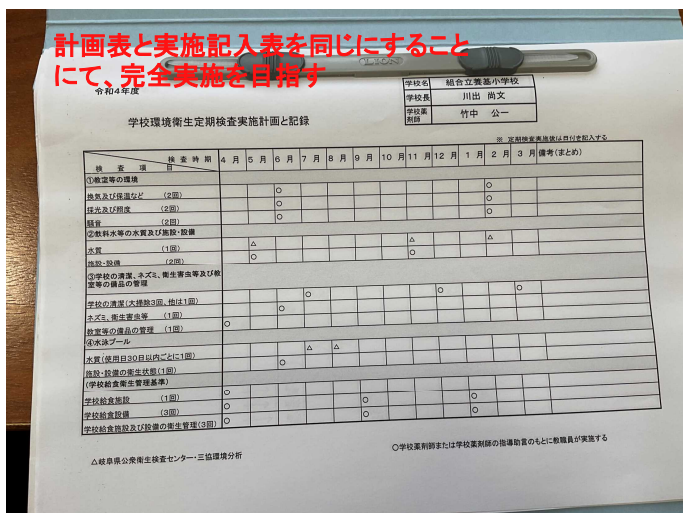 計画表と実施記入表を同じにすること
にて、完全実施を目指す
令和4年度
学校名 組合立養基小学校
学校長 川出 尚文
学校薬剤師 竹中 公一
学校環境衛生定期検査実施計画と記録
※ 定期検査実施後は日付を記入する
検査項目 検査時期 4月 5月 6月 7月 8月 9月 10月 11月 12月 1月 2月 3月 備考(まとめ)
①教室等の環境
換気及び保温など (2回) ○ ○
採光及び照度 (2回) ○ ○
騒音 (2回) ○ ○
②飲料水等の水質及び施設・設備
水質 (1回) △ △ △
施設・設備 (2回) ○ ○
③学校の清潔、ネズミ、衛生害虫等及び教
室等の備品の管理
学校の清潔(大掃除3回、他は1回) ○ ○ ○
ネズミ、衛生害虫等 (1回) ○
教室等の備品の管理 (1回) ○
④水泳プール
水質(使用日30日以内ごとに1回) △ △
施設・設備の衛生状態(1回) ○
(学校給食衛生管理基準)
学校給食施設 (1回) ○
学校給食設備 (3回) ○ ○ ○
学校給食施設及び設備の衛生管理(3回) ○ ○ ○
○学校薬剤師または学校薬剤師の指導助言のもとに教職員が実施する
△岐阜県公衆衛生検査センター・三協環境分析